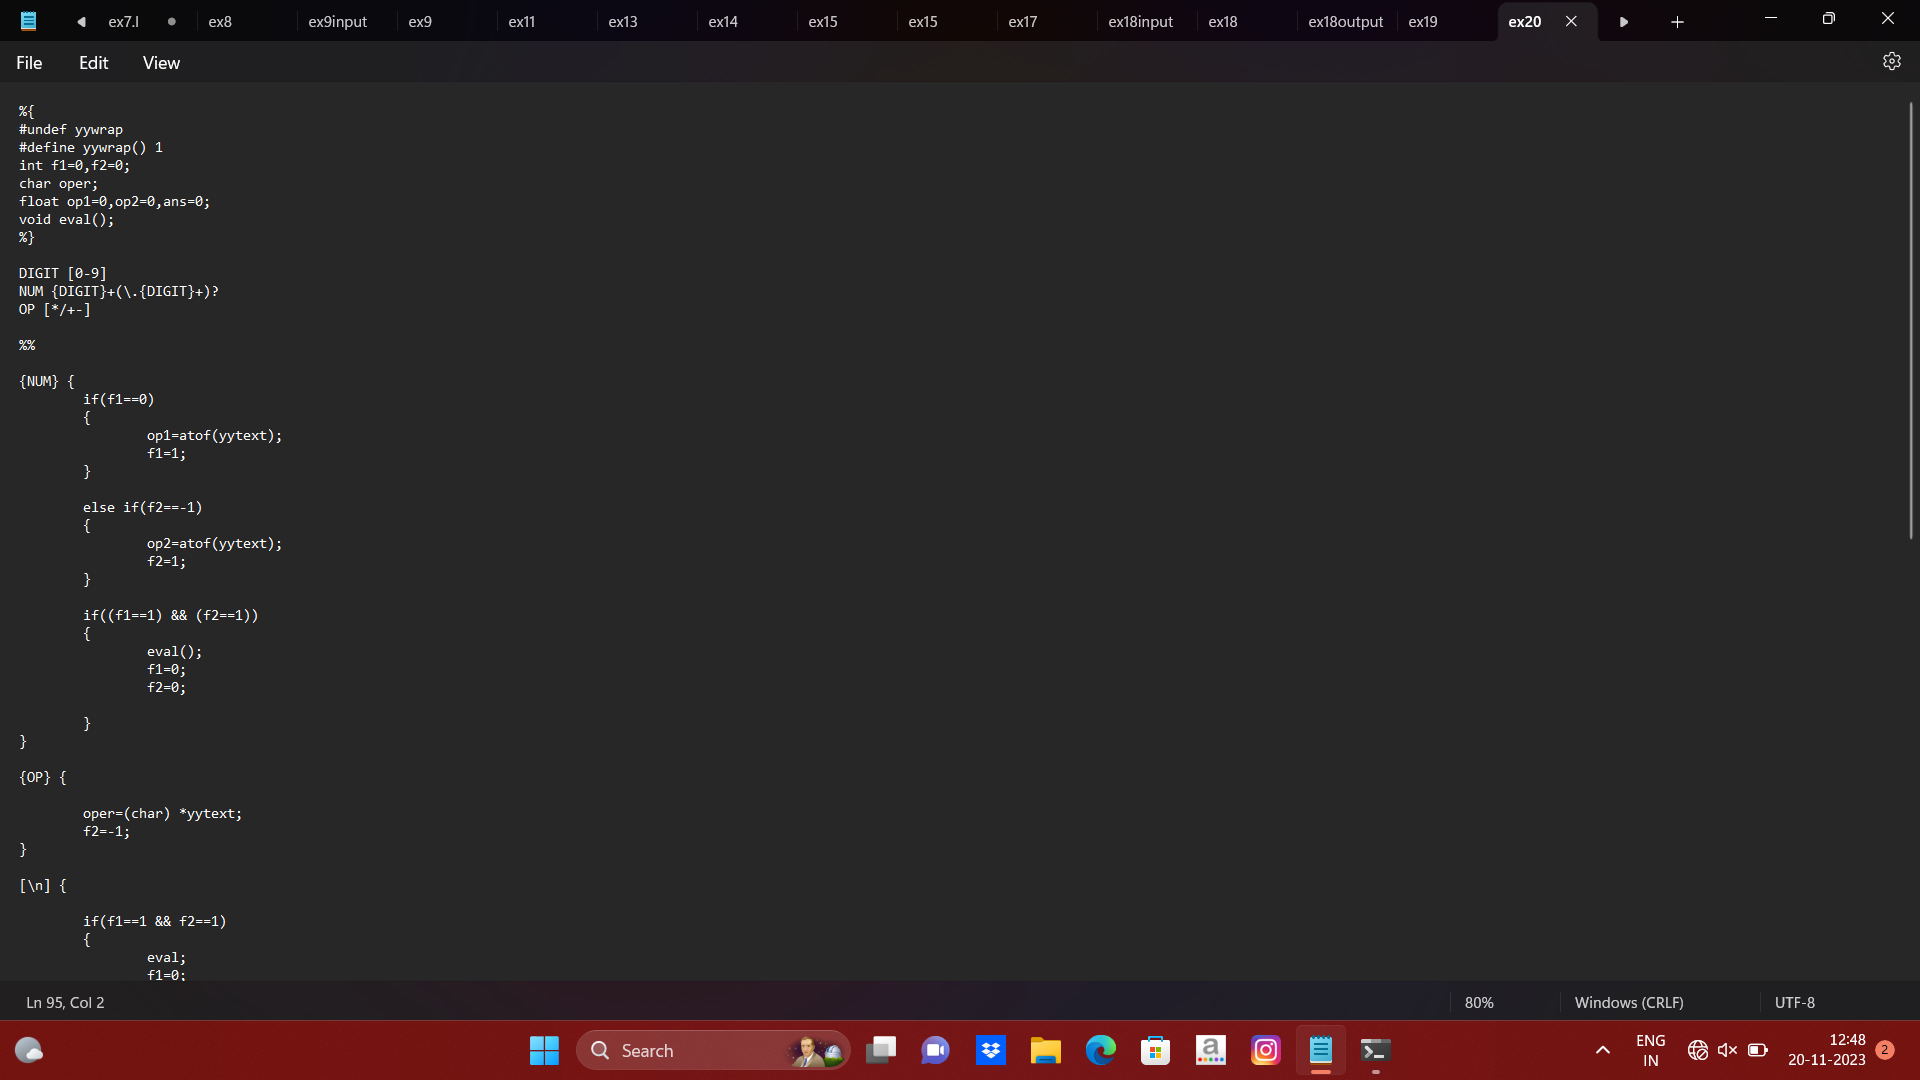 ex7.l ex8 ex9input ex9 ex11 ex13 ex14 ex15 ex15 ex17 ex18input ex18 ex18output ex19 ex20
File Edit View
%{
#undef yywrap
#define yywrap() 1
int f1=0,f2=0;
char oper;
float op1=0,op2=0,ans=0;
void eval();
%}
DIGIT [0-9]
NUM {DIGIT}+(\.{DIGIT}+)?
OP [*/+-]
%%
{NUM} {
if(f1==0)
{
op1=atof(yytext);
f1=1;
}
else if(f2==-1)
{
op2=atof(yytext);
f2=1;
}
if((f1==1) && (f2==1))
{
eval();
f1=0;
f2=0;
}
}
{OP} {
oper=(char) *yytext;
f2=-1;
}
[\n] {
if(f1==1 && f2==1)
{
eval;
f1=0;
Ln 95, Col 2 80% Windows (CRLF) UTF-8
Search
a
ENG
IN
12:48
20-11-2023
2